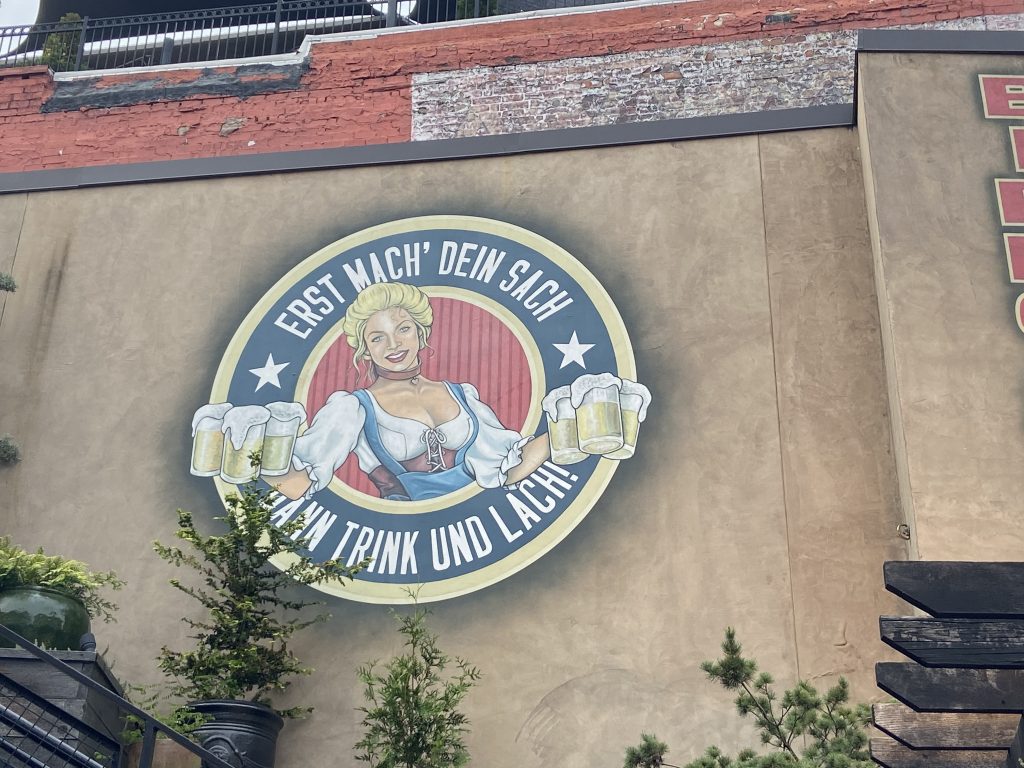 ERST MACH' DEIN SACH
DANN TRINK UND LACH!